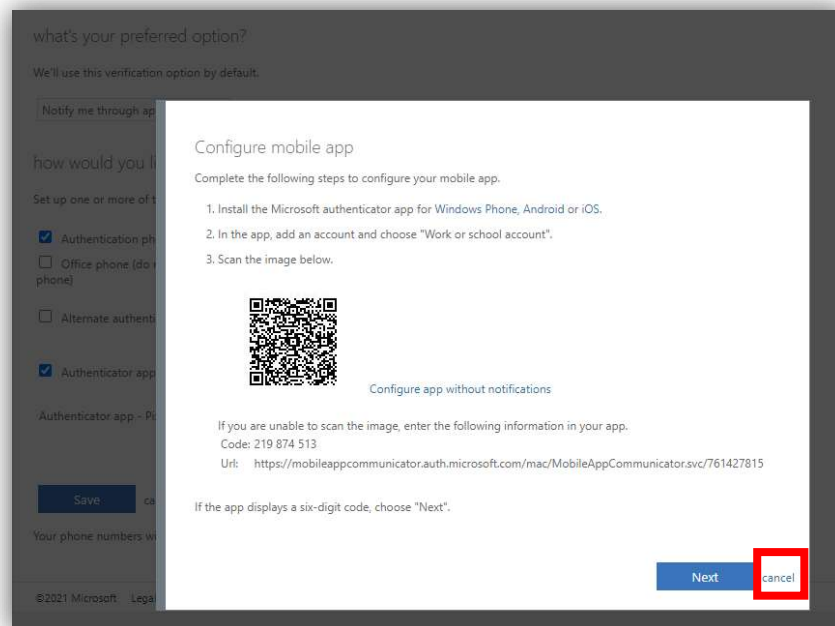 what's your preferred option?
We'll use this verification option by default.
Notify me through ap
how would you li
Set up one or more of t
Authentication ph
Office phone (do
phone)
Alternate authenti
Authenticator app
Authenticator app - Pi
Save ca
Your phone numbers wi
©2021 Microsoft Legal
Configure mobile app
Complete the following steps to configure your mobile app.
1. Install the Microsoft authenticator app for Windows Phone, Android or iOS.
2. In the app, add an account and choose "Work or school account".
3. Scan the image below.
Configure app without notifications
If you are unable to scan the image, enter the following information in your app.
Code: 219 874 513
Url: https://mobileappcommunicator.auth.microsoft.com/mac/MobileAppCommunicator.svc/761427815
If the app displays a six-digit code, choose "Next".
Next cancel